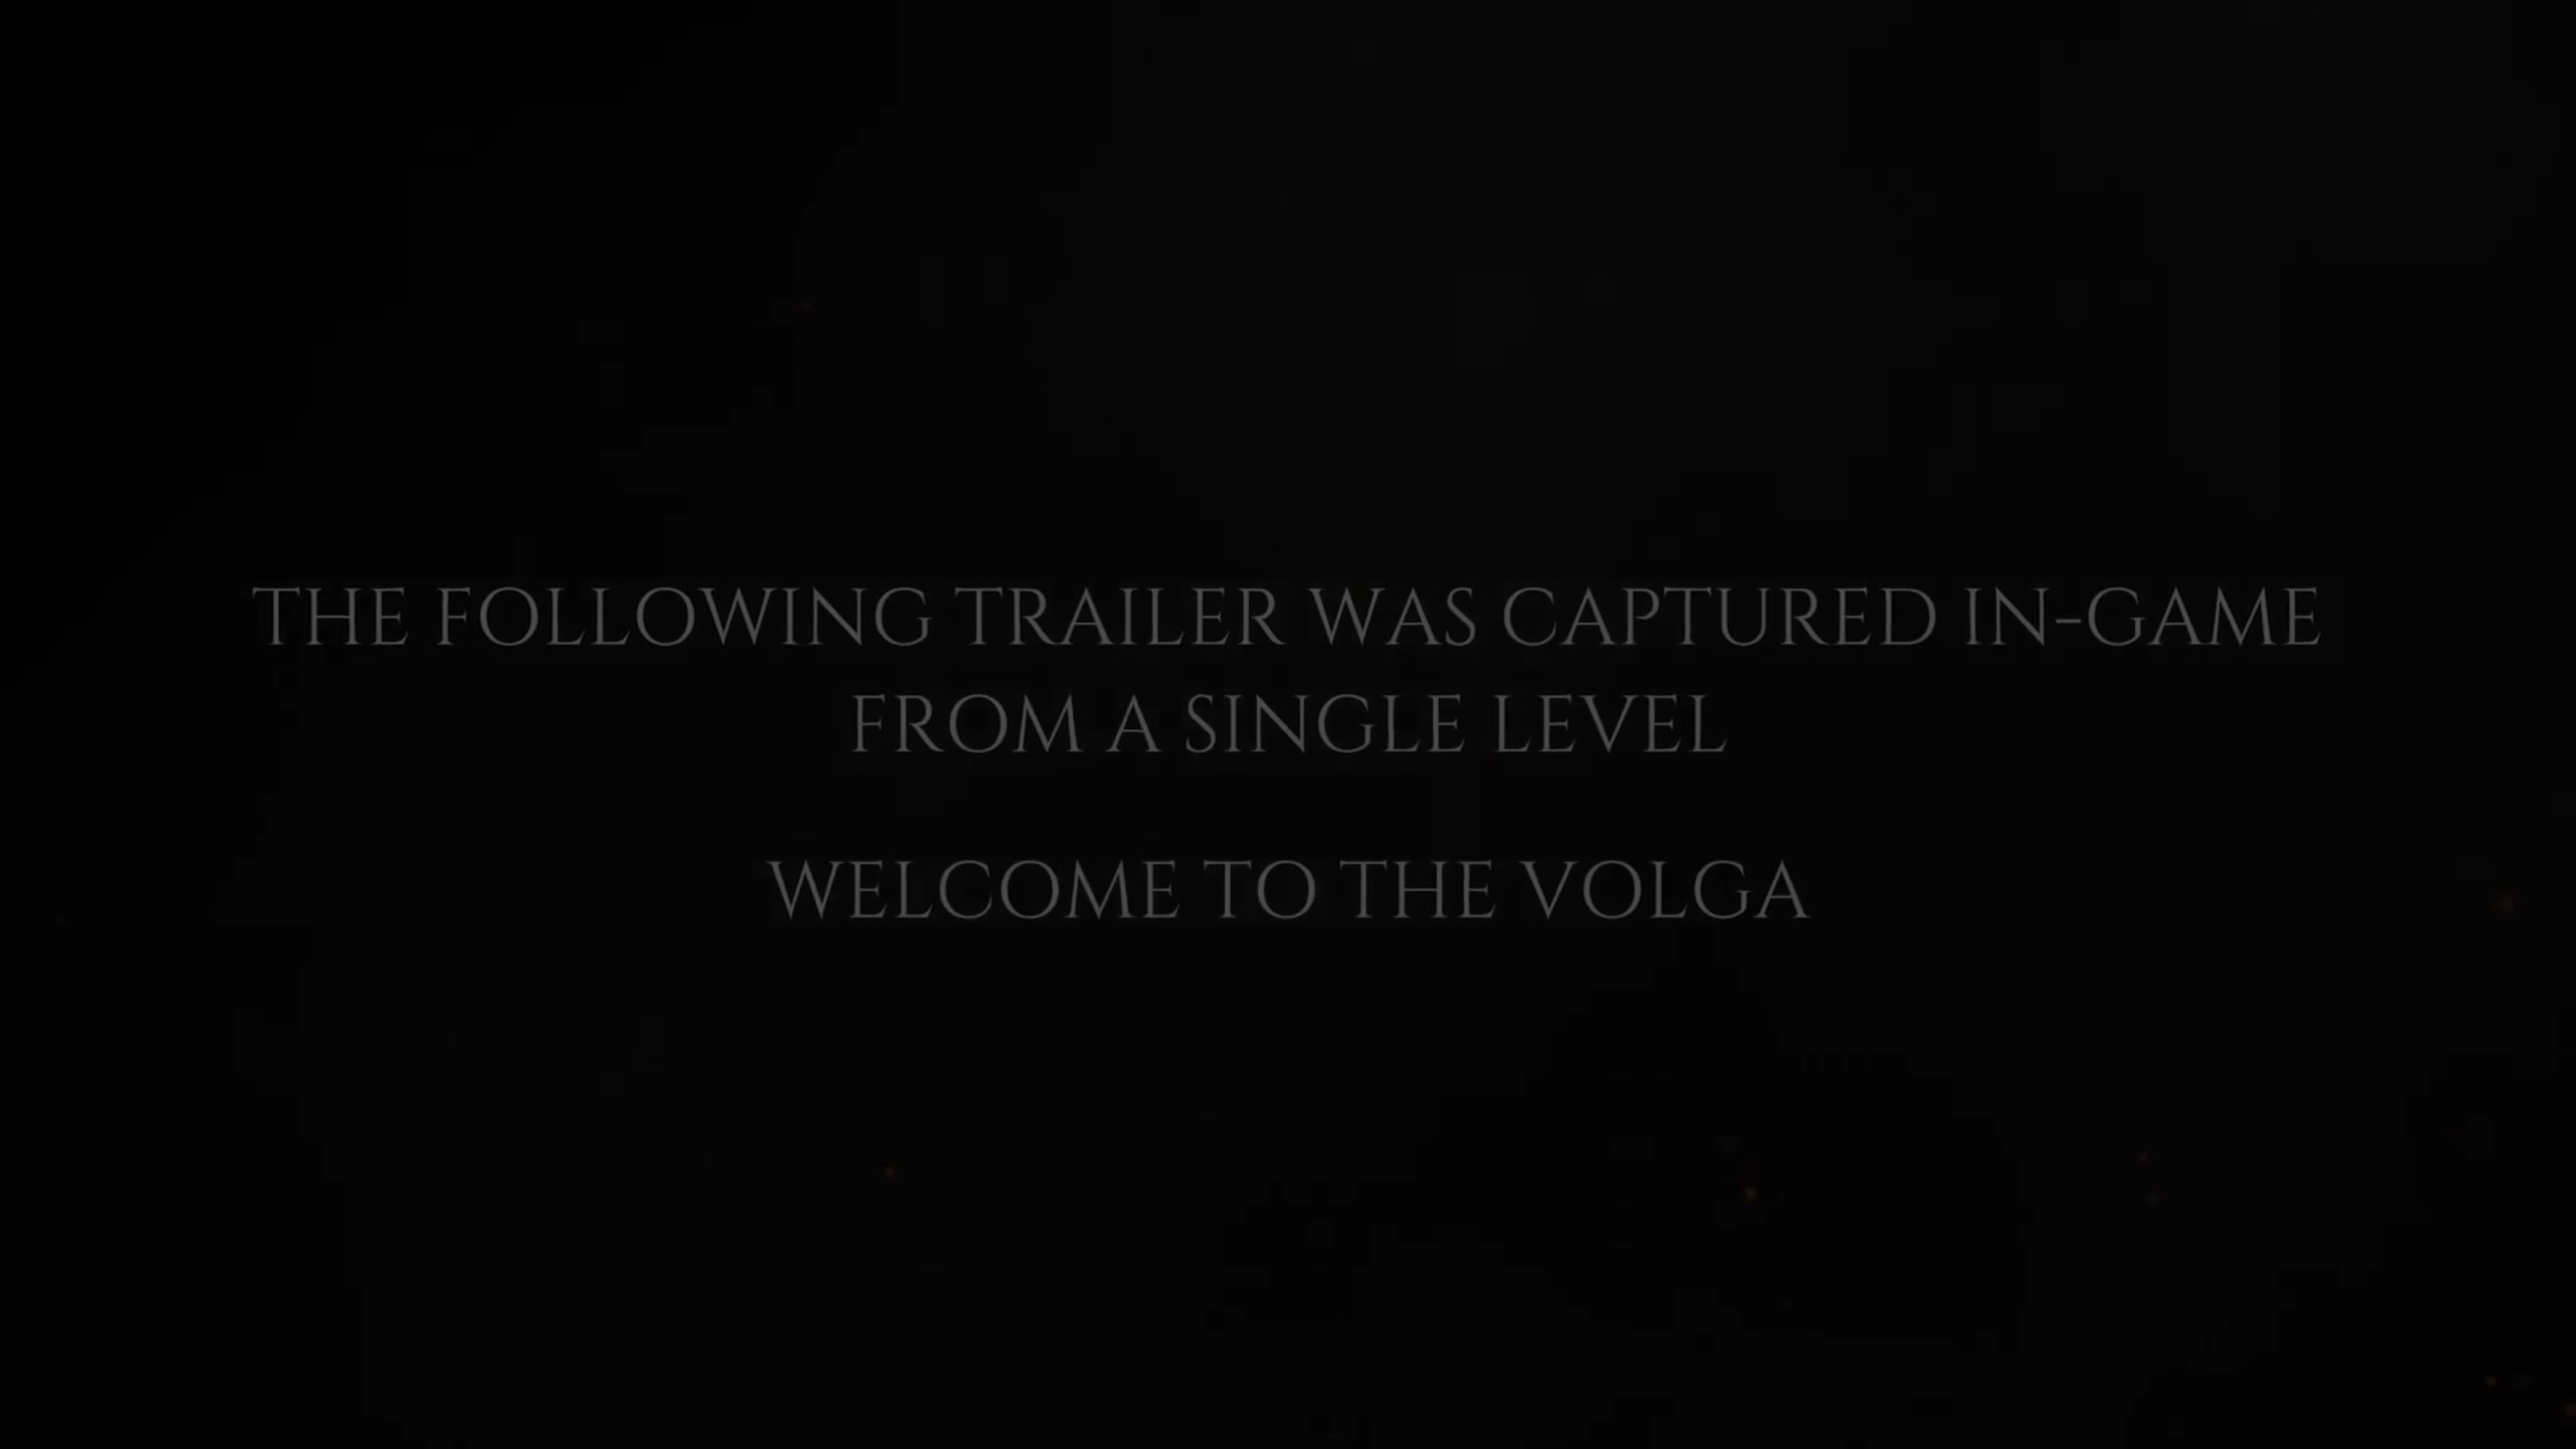 THE FOLLOWING TRAILER WAS CAPTURED IN-GAME
FROM A SINGLE LEVEL
WELCOME TO THE VOLGA